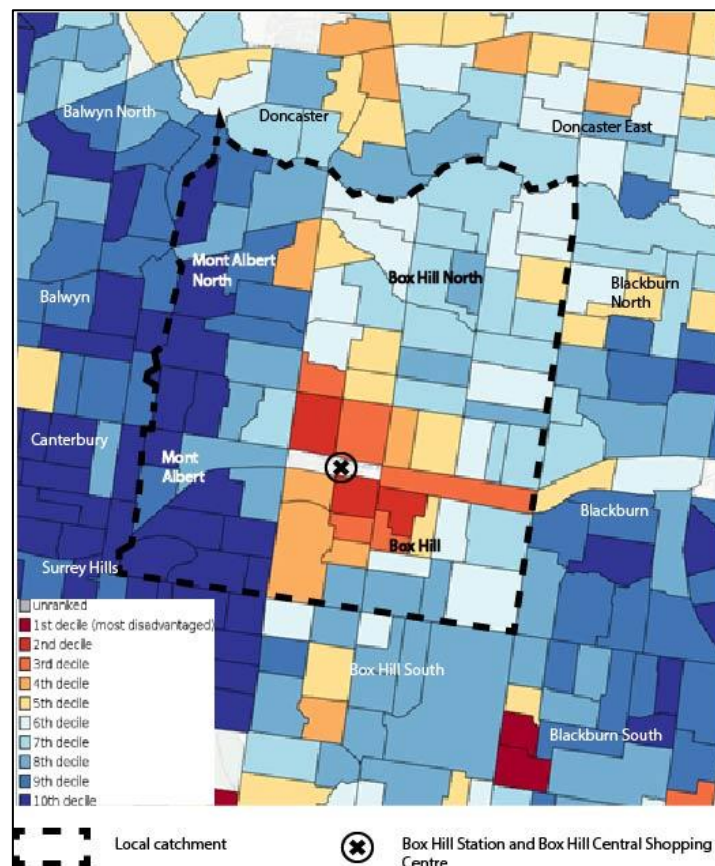 Balwyn North
Doncaster
Doncaster East
Mont Albert
North
Box Hill North
Blackburn
North
Balwyn
Canterbury
Mont
Albert
Blackburn
Box Hill
Surrey Hills
Box Hill South
Blackburn South
unranked
1st decile (most disadvantaged)
2nd decile
3rd decile
4th decile
5th decile
6th decile
7th decile
8th decile
9th decile
10th decile
Local catchment
Box Hill Station and Box Hill Central Shopping
Centre